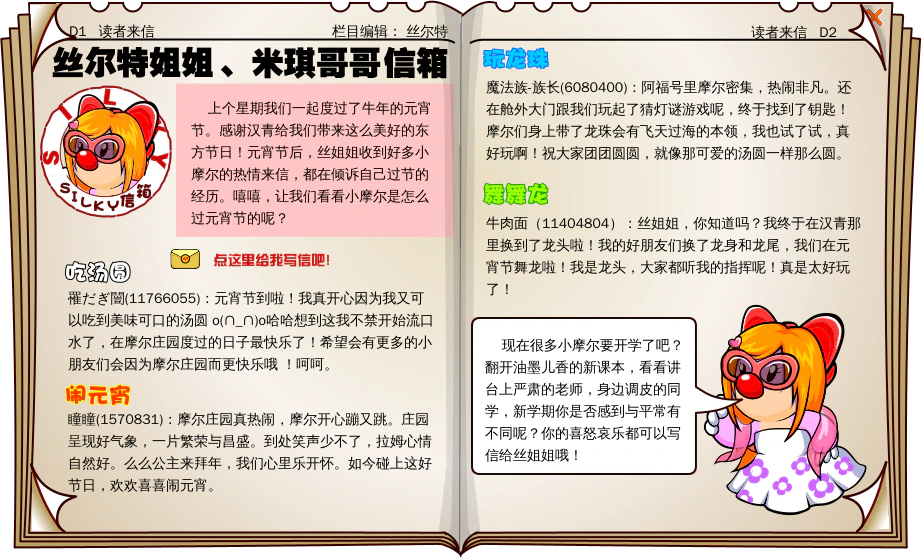 D1 读者来信
栏目编辑： 丝尔特
丝尔特姐姐、米琪哥哥信箱
SILKY
SILKY信箱
上个星期我们一起度过了牛年的元宵
节。感谢汉青给我们带来这么美好的东
方节日！元宵节后，丝姐姐收到好多小
摩尔的热情来信，都在倾诉自己过节的
经历。嘻嘻，让我们看看小摩尔是怎么
过元宵节的呢？
点这里给我写信吧！
吃汤圆
罹だぎ闇(11766055)：元宵节到啦！我真开心因为我又可
以吃到美味可口的汤圆 o(∩_∩)o哈哈想到这我不禁开始流口
水了，在摩尔庄园度过的日子最快乐了！希望会有更多的小
朋友们会因为摩尔庄园而更快乐哦 ！呵呵。
闹元宵
瞳瞳(1570831)：摩尔庄园真热闹，摩尔开心蹦又跳。庄园
呈现好气象，一片繁荣与昌盛。到处笑声少不了，拉姆心情
自然好。么么公主来拜年，我们心里乐开怀。如今碰上这好
节日，欢欢喜喜闹元宵。
读者来信 D2
玩龙珠
魔法族-族长(6080400)：阿福号里摩尔密集，热闹非凡。还
在舱外大门跟我们玩起了猜灯谜游戏呢，终于找到了钥匙！
摩尔们身上带了龙珠会有飞天过海的本领，我也试了试，真
好玩啊！祝大家团团圆圆，就像那可爱的汤圆一样那么圆。
舞舞龙
牛肉面（11404804）：丝姐姐，你知道吗？我终于在汉青那
里换到了龙头啦！我的好朋友们换了龙身和龙尾，我们在元
宵节舞龙啦！我是龙头，大家都听我的指挥呢！真是太好玩
了！
现在很多小摩尔要开学了吧？
翻开油墨儿香的新课本，看看讲
台上严肃的老师，身边调皮的同
学，新学期你是否感到与平常有
不同呢？你的喜怒哀乐都可以写
信给丝姐姐哦！